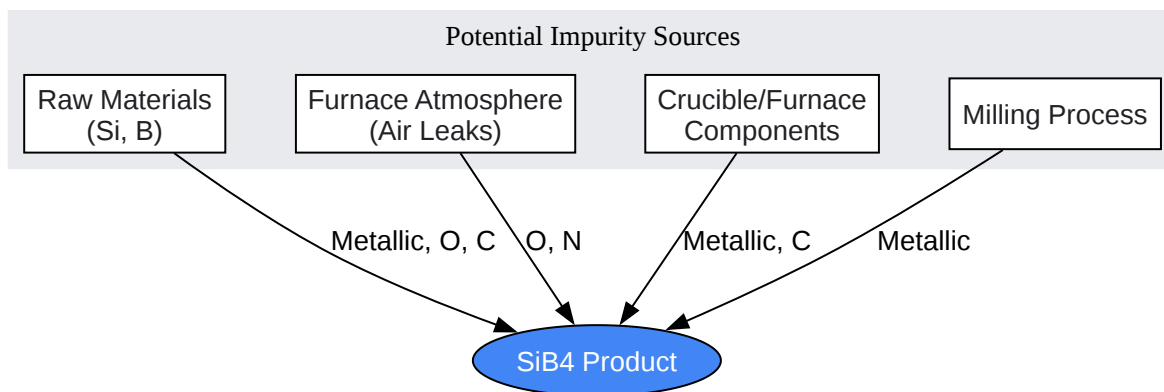 Potential Impurity Sources
Raw Materials
(Si, B)
Furnace Atmosphere
(Air Leaks)
Crucible/Furnace
Components
Milling Process
Metallic, O, C
O, N
Metallic, C
Metallic
SiB4 Product